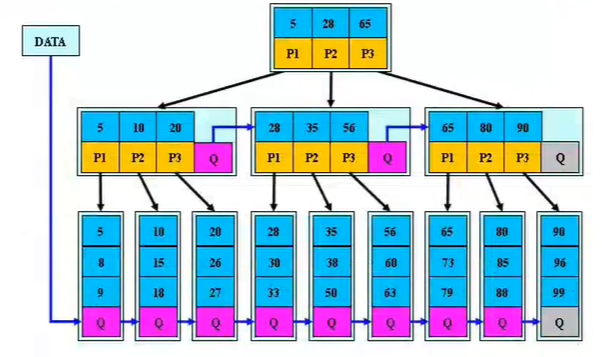 5 28 65
DATA
P1 P2 P3
5 10 20
28 35 56
65 80 90
P1 P2 P3 Q
P1 P2 P3 Q
P1 P2 P3 Q
5 10 20 28 35 56 65 80 90
8 15 26 30 38 60 73 85 96
9 18 27 33 50 63 79 88 99
Q Q Q Q Q Q Q Q Q